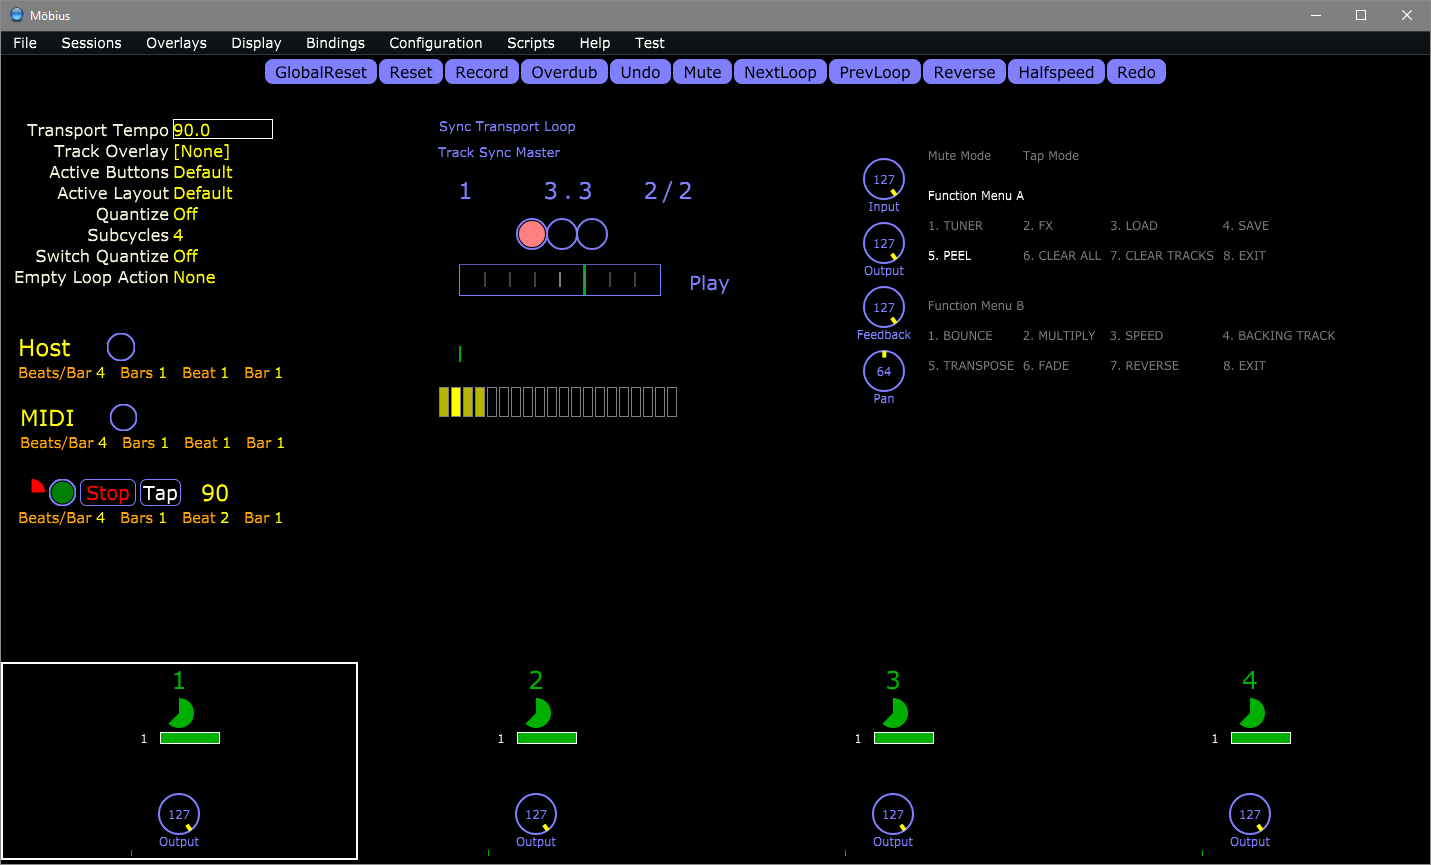 Möbius
File Sessions Overlays Display Bindings Configuration Scripts Help Test
GlobalReset Reset Record Overdub Undo Mute NextLoop PrevLoop Reverse Halfspeed Redo
Transport Tempo 90.0
Track Overlay [None]
Active Buttons Default
Active Layout Default
Quantize Off
Subcycles 4
Switch Quantize Off
Empty Loop Action None
Host
Beats/Bar 4 Bars 1 Beat 1 Bar 1
MIDI
Beats/Bar 4 Bars 1 Beat 1 Bar 1
Stop Tap 90
Beats/Bar 4 Bars 1 Beat 2 Bar 1
Sync Transport Loop
Track Sync Master
1 3.3 2/2
Play
127
Input
127
Output
127
Feedback
64
Pan
Mute Mode Tap Mode
Function Menu A
1. TUNER 2. FX 3. LOAD 4. SAVE
5. PEEL 6. CLEAR ALL 7. CLEAR TRACKS 8. EXIT
Function Menu B
1. BOUNCE 2. MULTIPLY 3. SPEED 4. BACKING TRACK
5. TRANSPOSE 6. FADE 7. REVERSE 8. EXIT
1
1
127
Output
2
1
127
Output
3
1
127
Output
4
1
127
Output